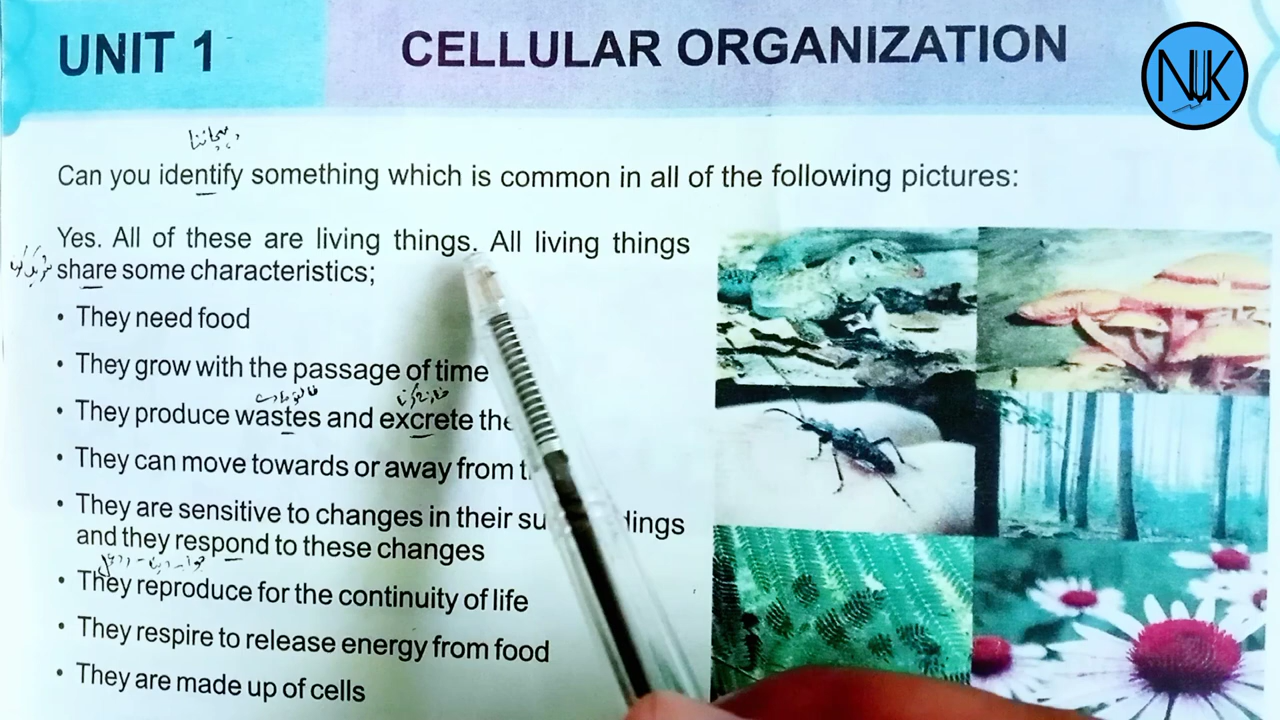 UNIT 1
CELLULAR ORGANIZATION
NUK
پہچاننا
Can you identify something which is common in all of the following pictures:
Yes. All of these are living things. All living things
share some characteristics;
• They need food
• They grow with the passage of time
• They produce wastes and excrete the
• They can move towards or away from
• They are sensitive to changes in their su dings
and they respond to these changes
• They reproduce for the continuity of life
• They respire to release energy from food
• They are made up of cells